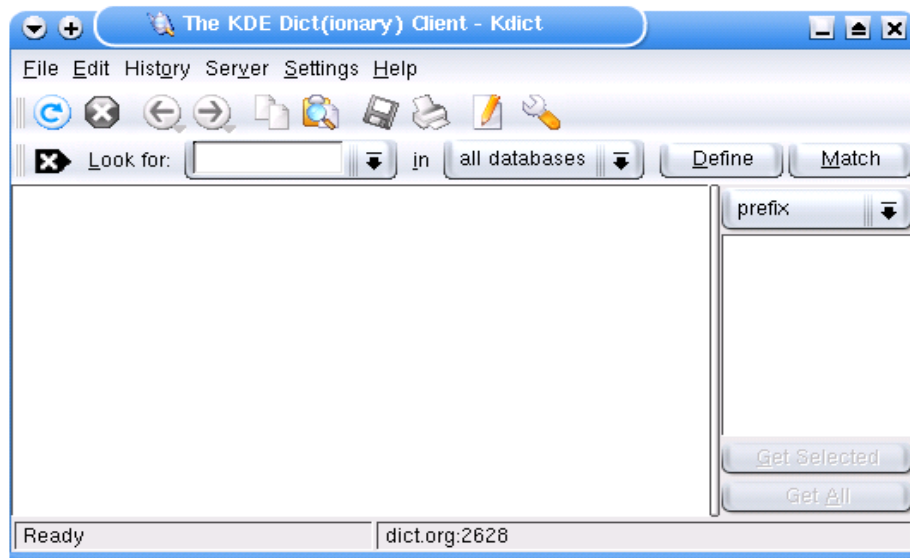 The KDE Dict(ionary) Client - Kdict
File Edit History Server Settings Help
Look for: in all databases Define Match
prefix
Get Selected
Get All
Ready dict.org:2628